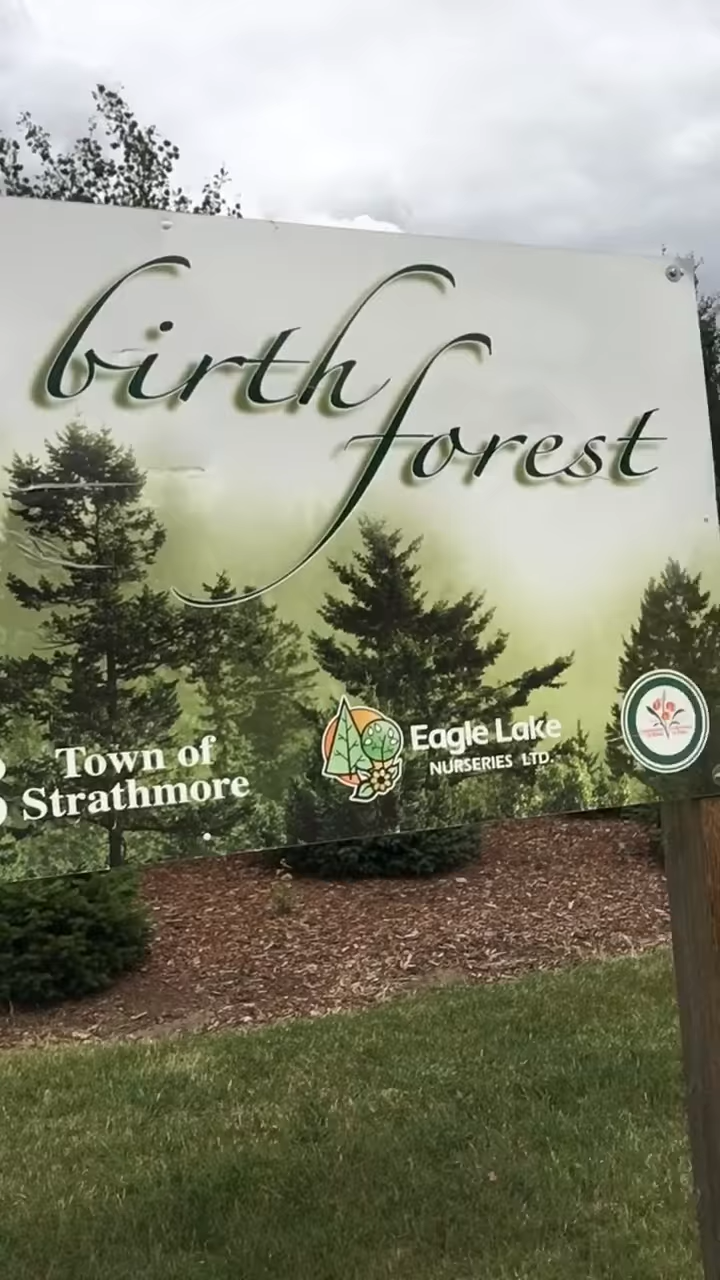 birth
forest
Town of
Strathmore
Eagle Lake
NURSERIES LTD.